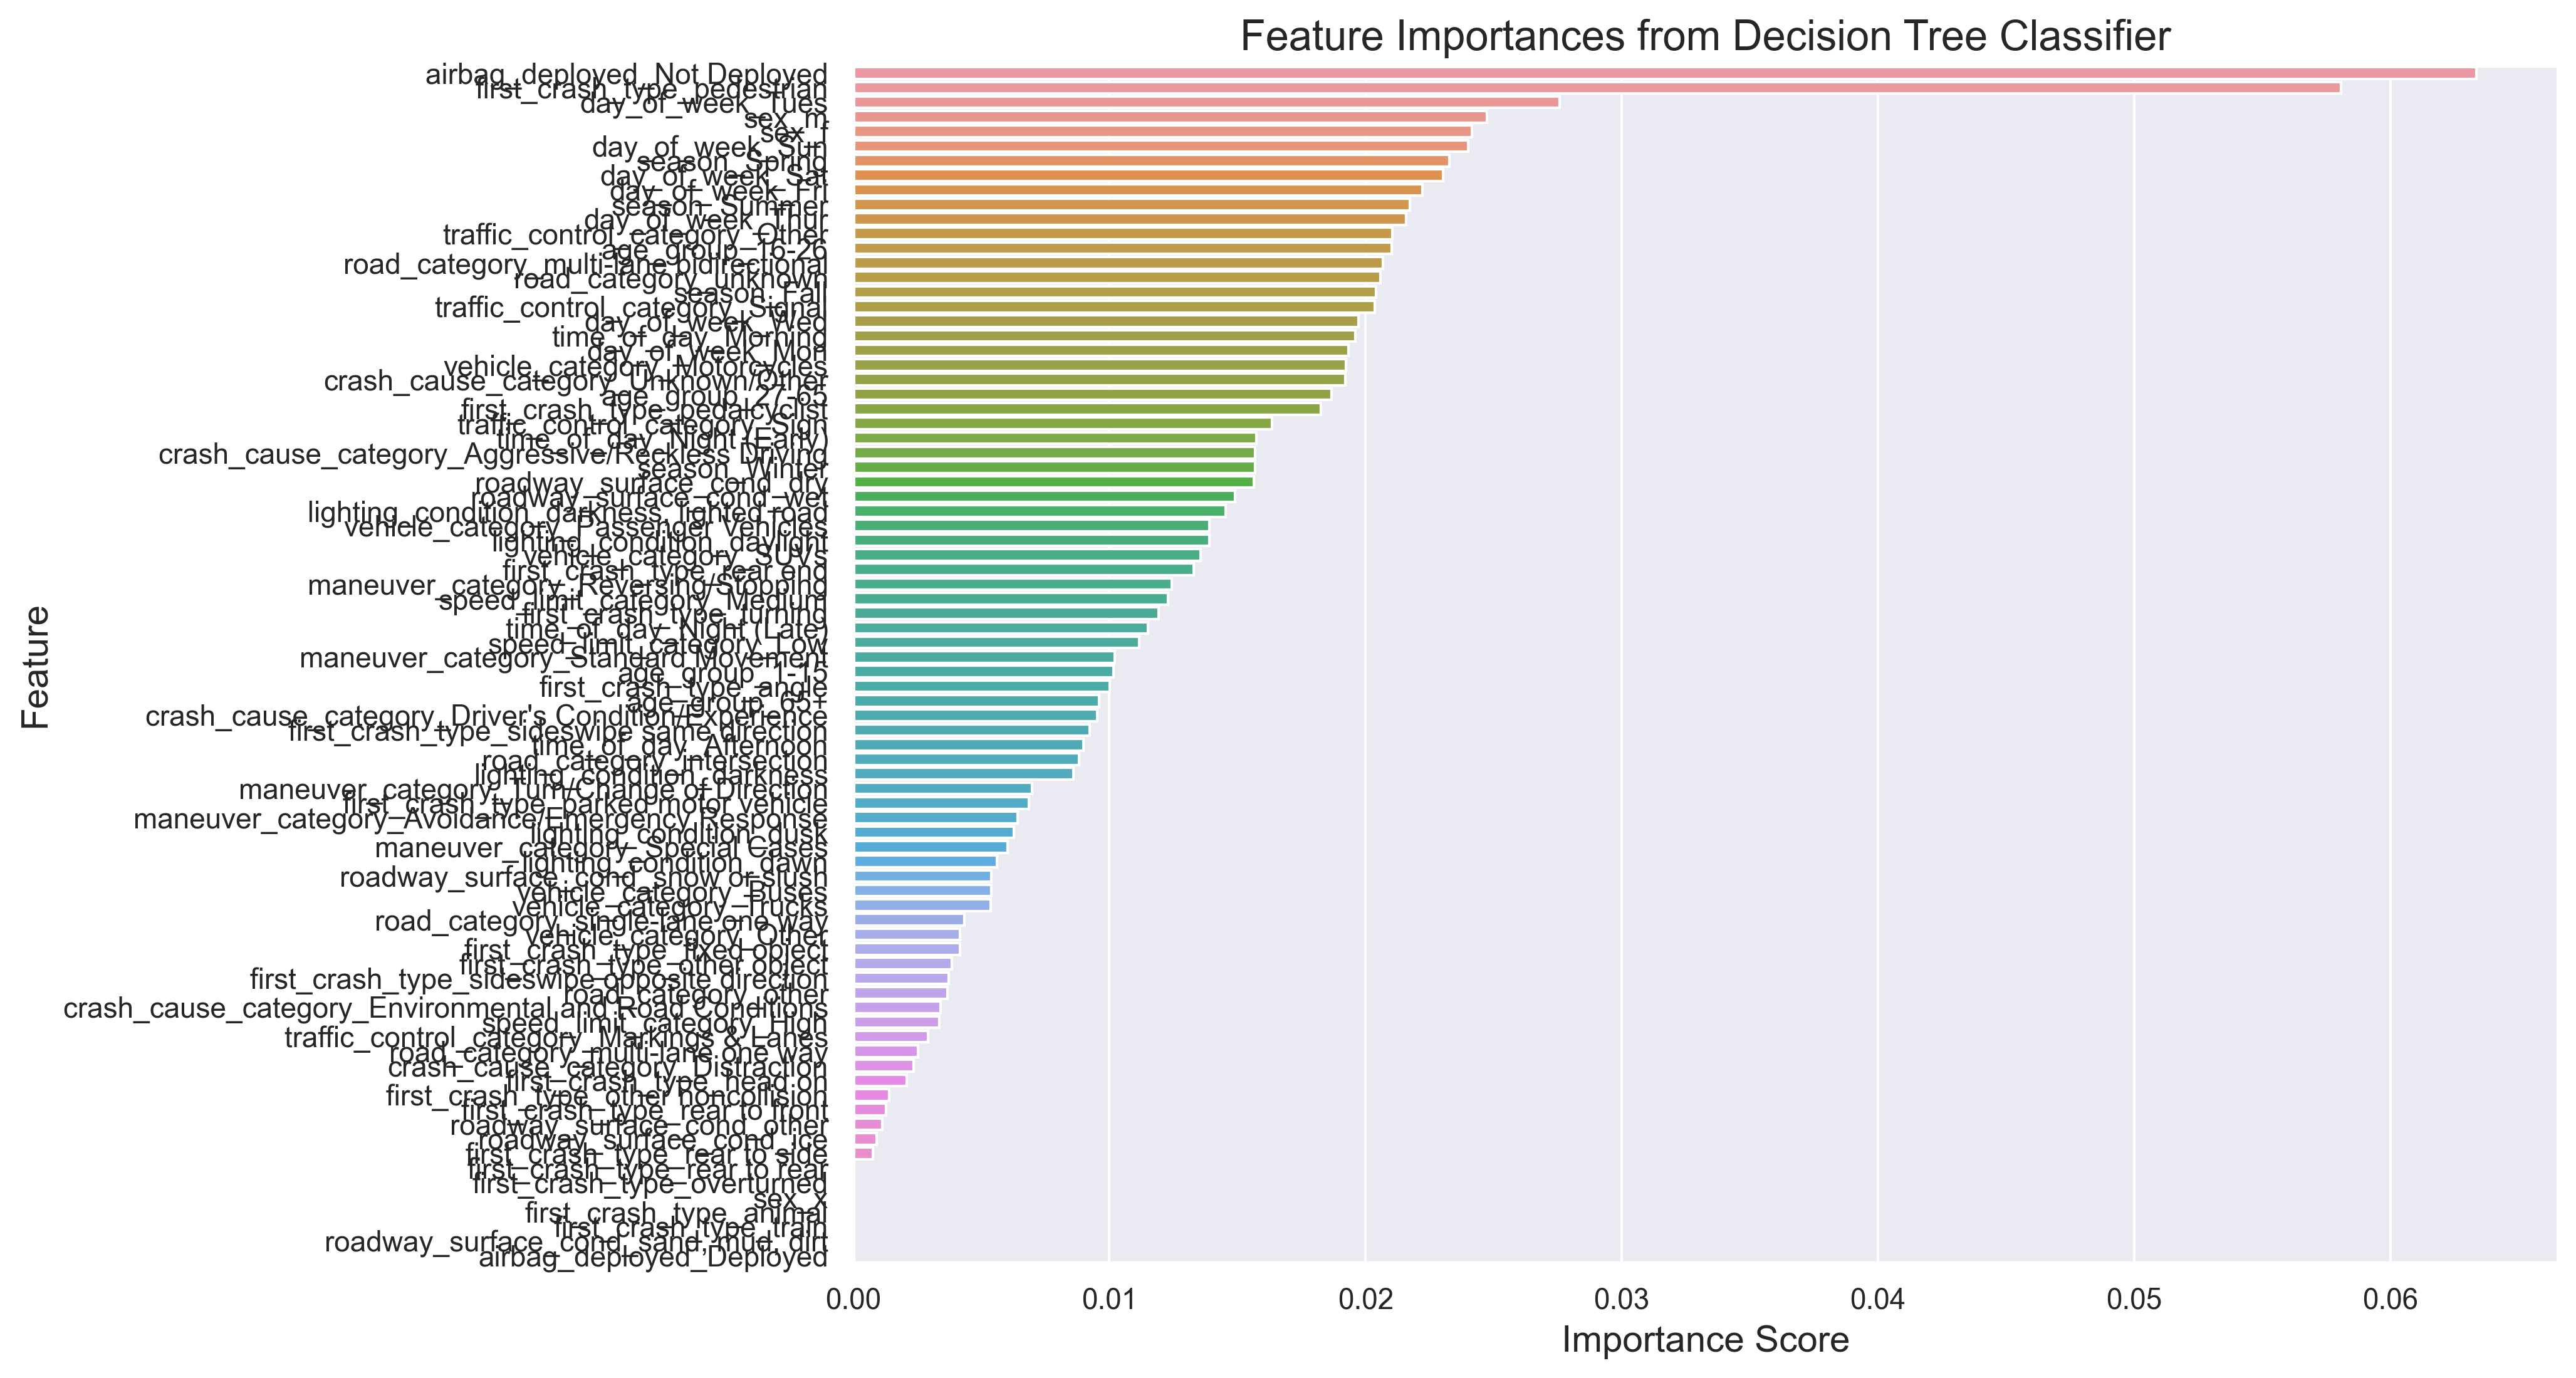 Feature Importances from Decision Tree Classifier
airbag_deployed_Not Deployed
first_crash_type_pedestrian
day_of_week_Tues
sex_m
sex_f
day_of_week_Sun
season_Spring
day_of_week_Sat
day_of_week_Fri
season_Summer
day_of_week_Thur
traffic_control_category_Other
age_group_16-26
road_category_multi-lane bidirectional
road_category_unknown
season_Fall
traffic_control_category_Signal
day_of_week_Wed
time_of_day_Morning
day_of_week_Mon
vehicle_category_Motorcycles
crash_cause_category_Unknown/Other
age_group_27-65
first_crash_type_pedalcyclist
traffic_control_category_Sign
time_of_day_Night (Early)
crash_cause_category_Aggressive/Reckless Driving
season_Winter
roadway_surface_cond_dry
roadway_surface_cond_wet
lighting_condition_darkness, lighted road
vehicle_category_Passenger Vehicles
lighting_condition_daylight
vehicle_category_SUVs
first_crash_type_rear end
maneuver_category_Reversing/Stopping
speed_limit_category_Medium
first_crash_type_turning
time_of_day_Night (Late)
speed_limit_category_Low
maneuver_category_Standard Movement
age_group_1-15
first_crash_type_angle
age_group_65+
crash_cause_category_Driver's Condition/Experience
first_crash_type_sideswipe same direction
time_of_day_Afternoon
road_category_intersection
lighting_condition_darkness
maneuver_category_Turn/Change of Direction
first_crash_type_parked motor vehicle
maneuver_category_Avoidance/Emergency Response
lighting_condition_dusk
maneuver_category_Special Cases
lighting_condition_dawn
roadway_surface_cond_snow or slush
vehicle_category_Buses
vehicle_category_Trucks
road_category_single-lane one way
vehicle_category_Other
first_crash_type_fixed object
first_crash_type_other object
first_crash_type_sideswipe opposite direction
road_category_other
crash_cause_category_Environmental and Road Conditions
speed_limit_category_High
traffic_control_category_Markings & Lanes
road_category_multi-lane one way
crash_cause_category_Distraction
first_crash_type_head on
first_crash_type_other noncollision
first_crash_type_rear to front
roadway_surface_cond_other
roadway_surface_cond_ice
first_crash_type_rear to side
first_crash_type_rear to rear
first_crash_type_overturned
sex_x
first_crash_type_animal
first_crash_type_train
roadway_surface_cond_sand, mud, dirt
airbag_deployed_Deployed
Feature
0.00 0.01 0.02 0.03 0.04 0.05 0.06
Importance Score